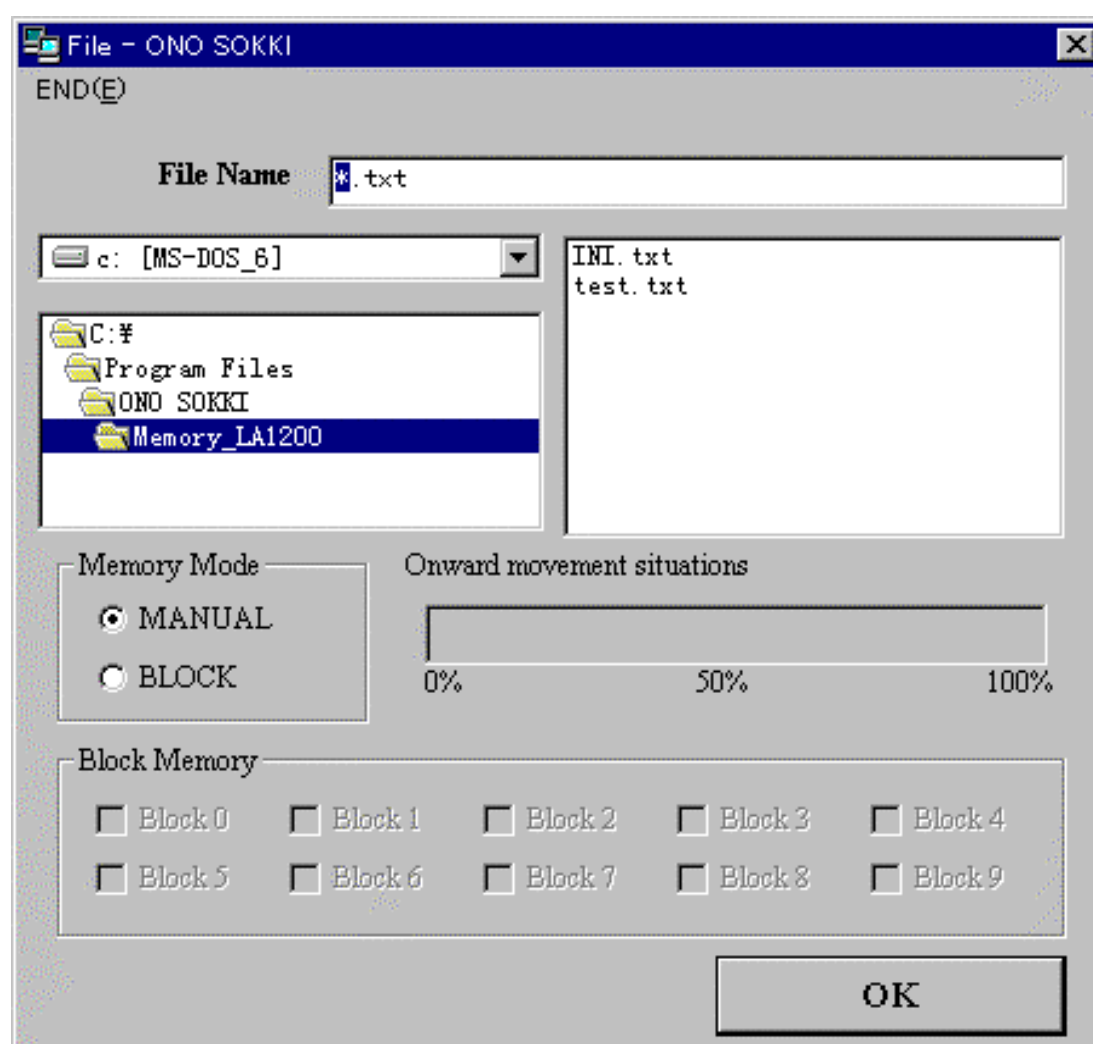 File - ONO SOKKI
END(E)
File Name *.txt
c: [MS-DOS_6]
INI.txt
test.txt
C:¥
Program Files
ONO SOKKI
Memory_LA1200
Memory Mode
MANUAL
BLOCK
Onward movement situations
0% 50% 100%
Block Memory
Block 0 Block 1 Block 2 Block 3 Block 4
Block 5 Block 6 Block 7 Block 8 Block 9
OK